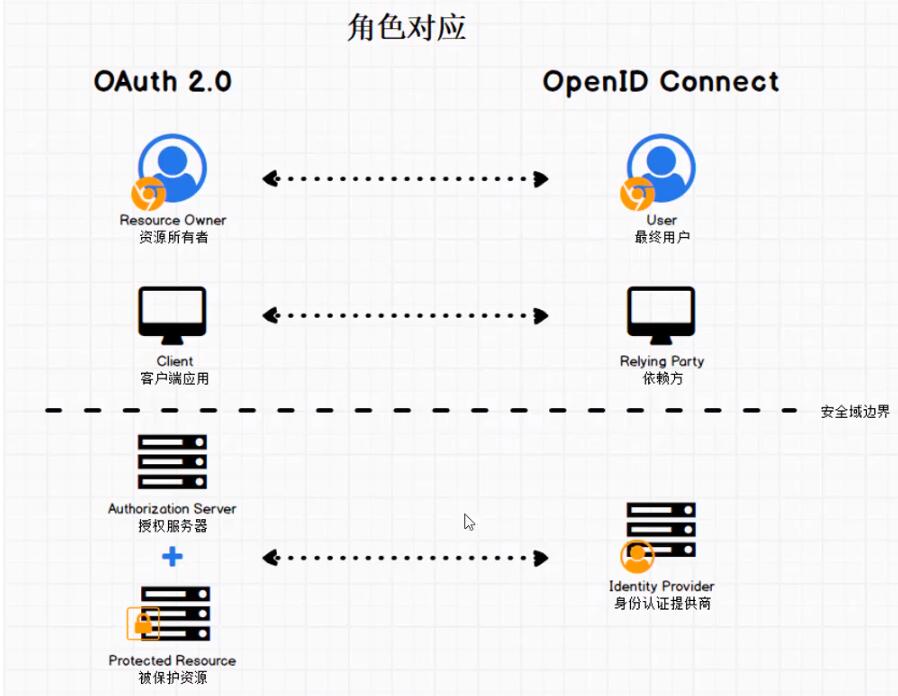 角色对应
OAuth 2.0
OpenID Connect
Resource Owner
资源所有者
User
最终用户
Client
客户端应用
Relying Party
依赖方
安全域边界
Authorization Server
授权服务器
Identity Provider
身份认证提供商
Protected Resource
被保护资源